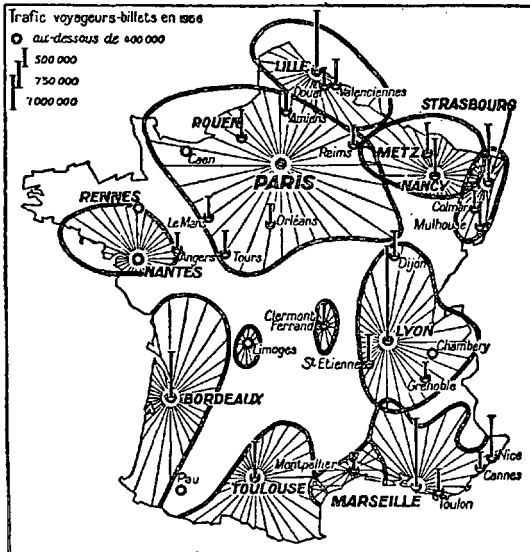 Trafic voyageurs-billets en 1956
au-dessous de 400 000
500 000
750 000
1 000 000
LILLE
Douai
Valenciennes
Amiens
ROUEN
Caen
Reims
STRASBOURG
METZ
NANCY
PARIS
Colmar
Mulhouse
RENNES
Le Mans
Orléans
Angers
Tours
NANTES
Dijon
Clermont
Ferrand
LYON
Limoges
Chambéry
St Etienne
Grenoble
BORDEAUX
Pau
TOULOUSE
Montpellier
MARSEILLE
Toulon
Nice
Cannes